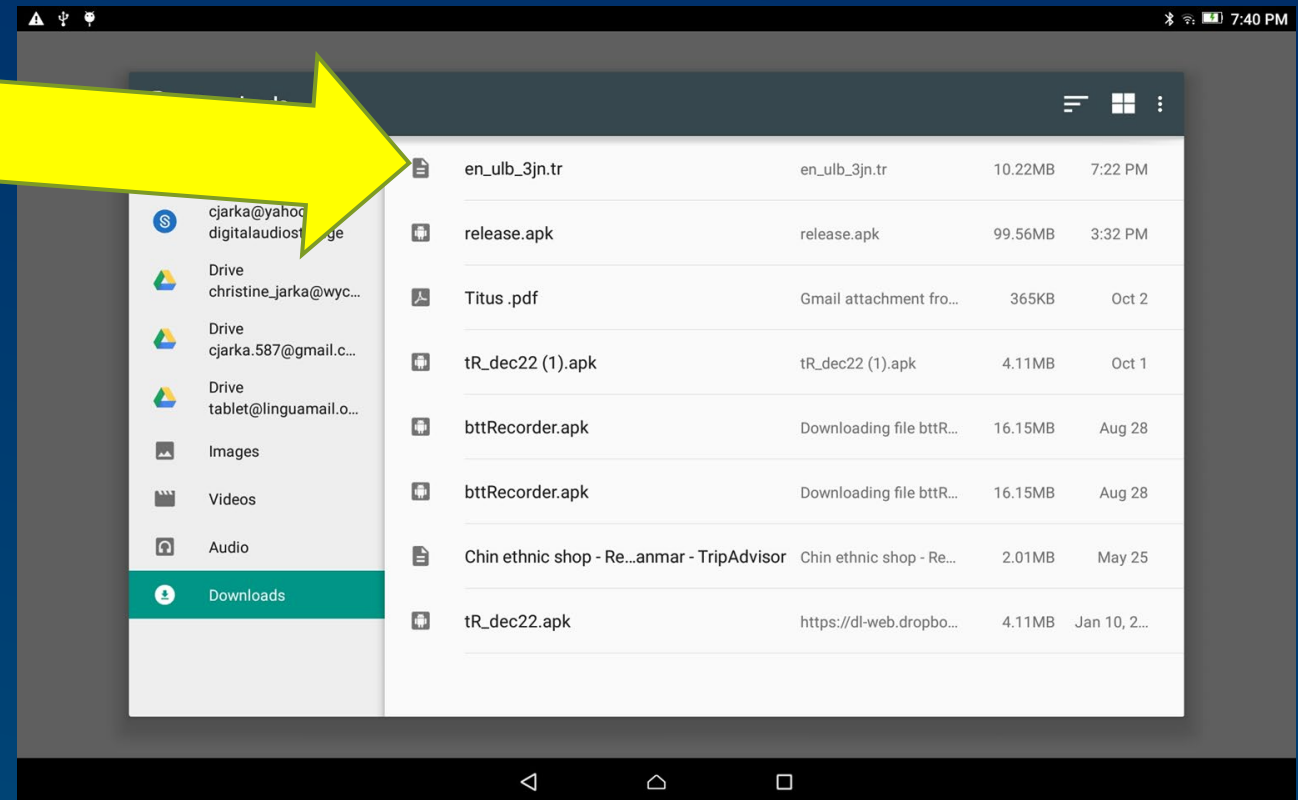 7:40 PM
cjarka@yahoo
digitalaudiost ge
Drive
christine_jarka@wyc...
Drive
cjarka.587@gmail.c...
Drive
tablet@linguamail.o...
Images
Videos
Audio
Downloads
en_ulb_3jn.tr en_ulb_3jn.tr 10.22MB 7:22 PM
release.apk release.apk 99.56MB 3:32 PM
Titus .pdf Gmail attachment fro... 365KB Oct 2
tR_dec22 (1).apk tR_dec22 (1).apk 4.11MB Oct 1
bttRecorder.apk Downloading file bttR... 16.15MB Aug 28
bttRecorder.apk Downloading file bttR... 16.15MB Aug 28
Chin ethnic shop - Re...anmar - TripAdvisor Chin ethnic shop - Re... 2.01MB May 25
tR_dec22.apk https://dl-web.dropbo... 4.11MB Jan 10, 2...